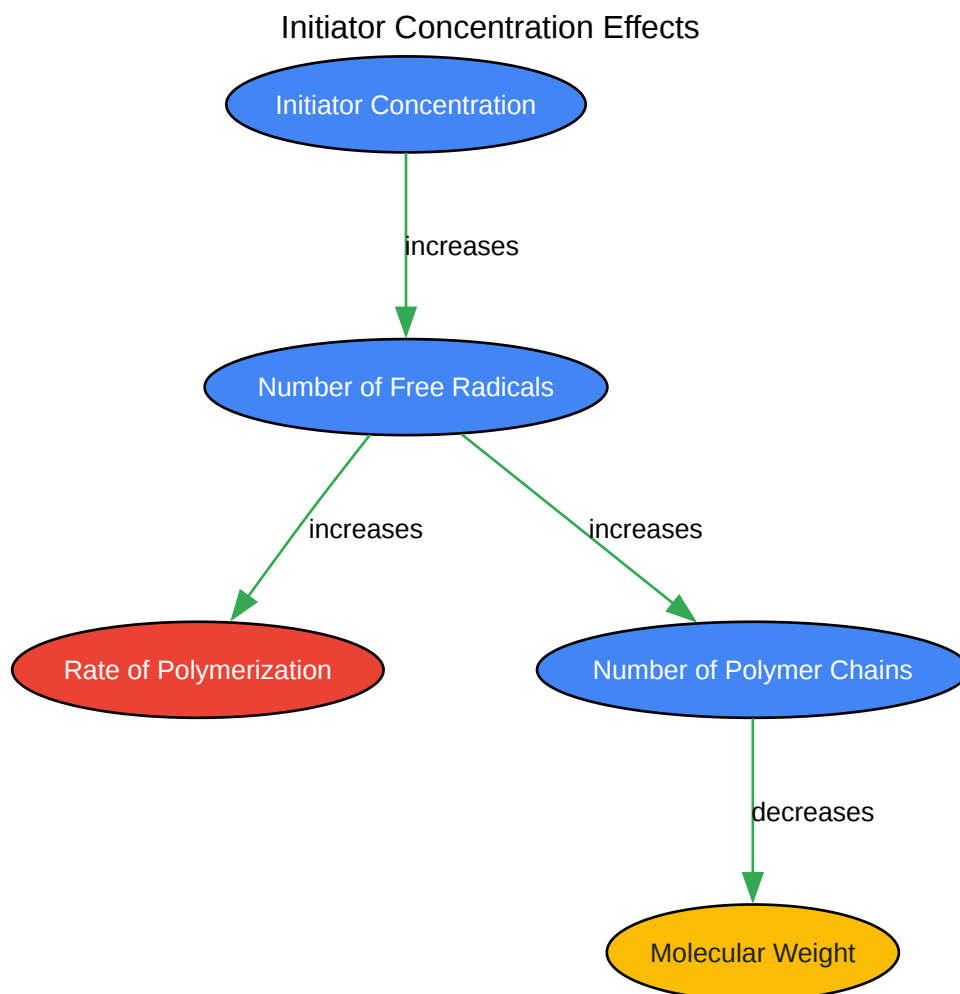 Initiator Concentration Effects
Initiator Concentration
increases
Number of Free Radicals
increases
increases
Rate of Polymerization
Number of Polymer Chains
decreases
Molecular Weight